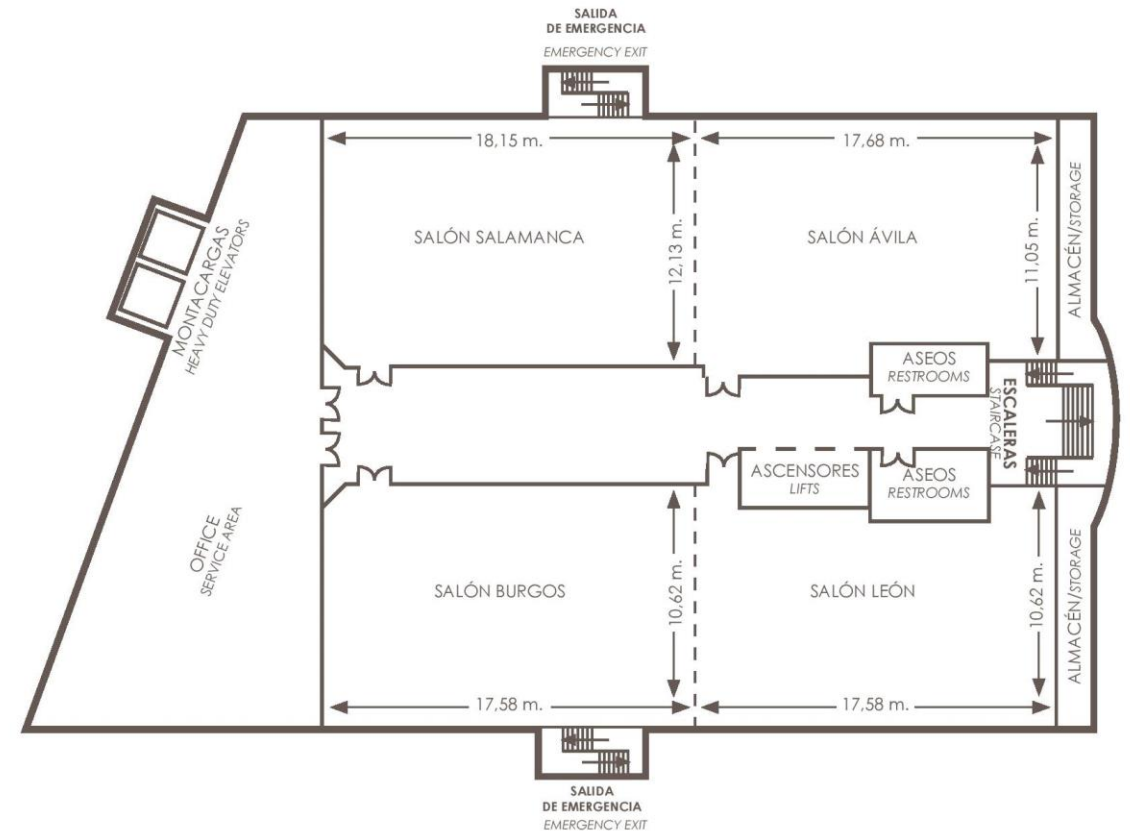 SALIDA
DE EMERGENCIA
EMERGENCY EXIT
18,15 m.
17,68 m.
SALÓN SALAMANCA
12,13 m.
SALÓN ÁVILA
11,05 m.
ALMACÉN/STORAGE
MONTACARGAS
HEAVY DUTY ELEVATORS
ASEOS
RESTROOMS
ESCALERAS
STAIRCASE
ASCENSORES
LIFTS
ASEOS
RESTROOMS
OFFICE
SERVICE AREA
SALÓN BURGOS
10,62 m.
SALÓN LEÓN
10,62 m.
ALMACÉN/STORAGE
17,58 m.
17,58 m.
SALIDA
DE EMERGENCIA
EMERGENCY EXIT